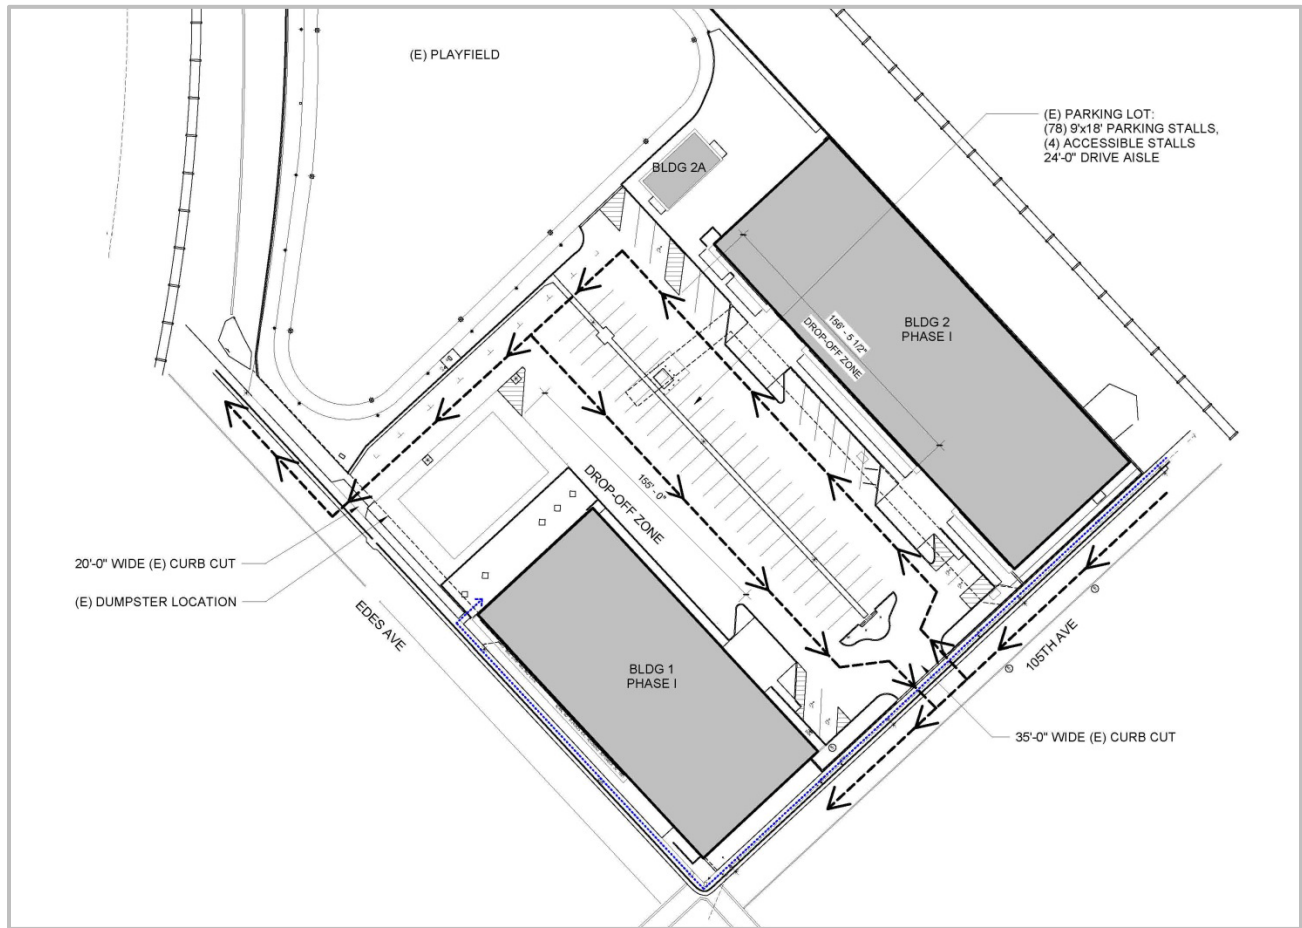 (E) PLAYFIELD
(E) PARKING LOT:
(78) 9'x18' PARKING STALLS,
(4) ACCESSIBLE STALLS
24'-0" DRIVE AISLE
BLDG 2A
BLDG 2
PHASE I
156' - 5 1/2"
DROP-OFF ZONE
155' - 0"
DROP-OFF ZONE
20'-0" WIDE (E) CURB CUT
(E) DUMPSTER LOCATION
EDES AVE
BLDG 1
PHASE I
105TH AVE
35'-0" WIDE (E) CURB CUT